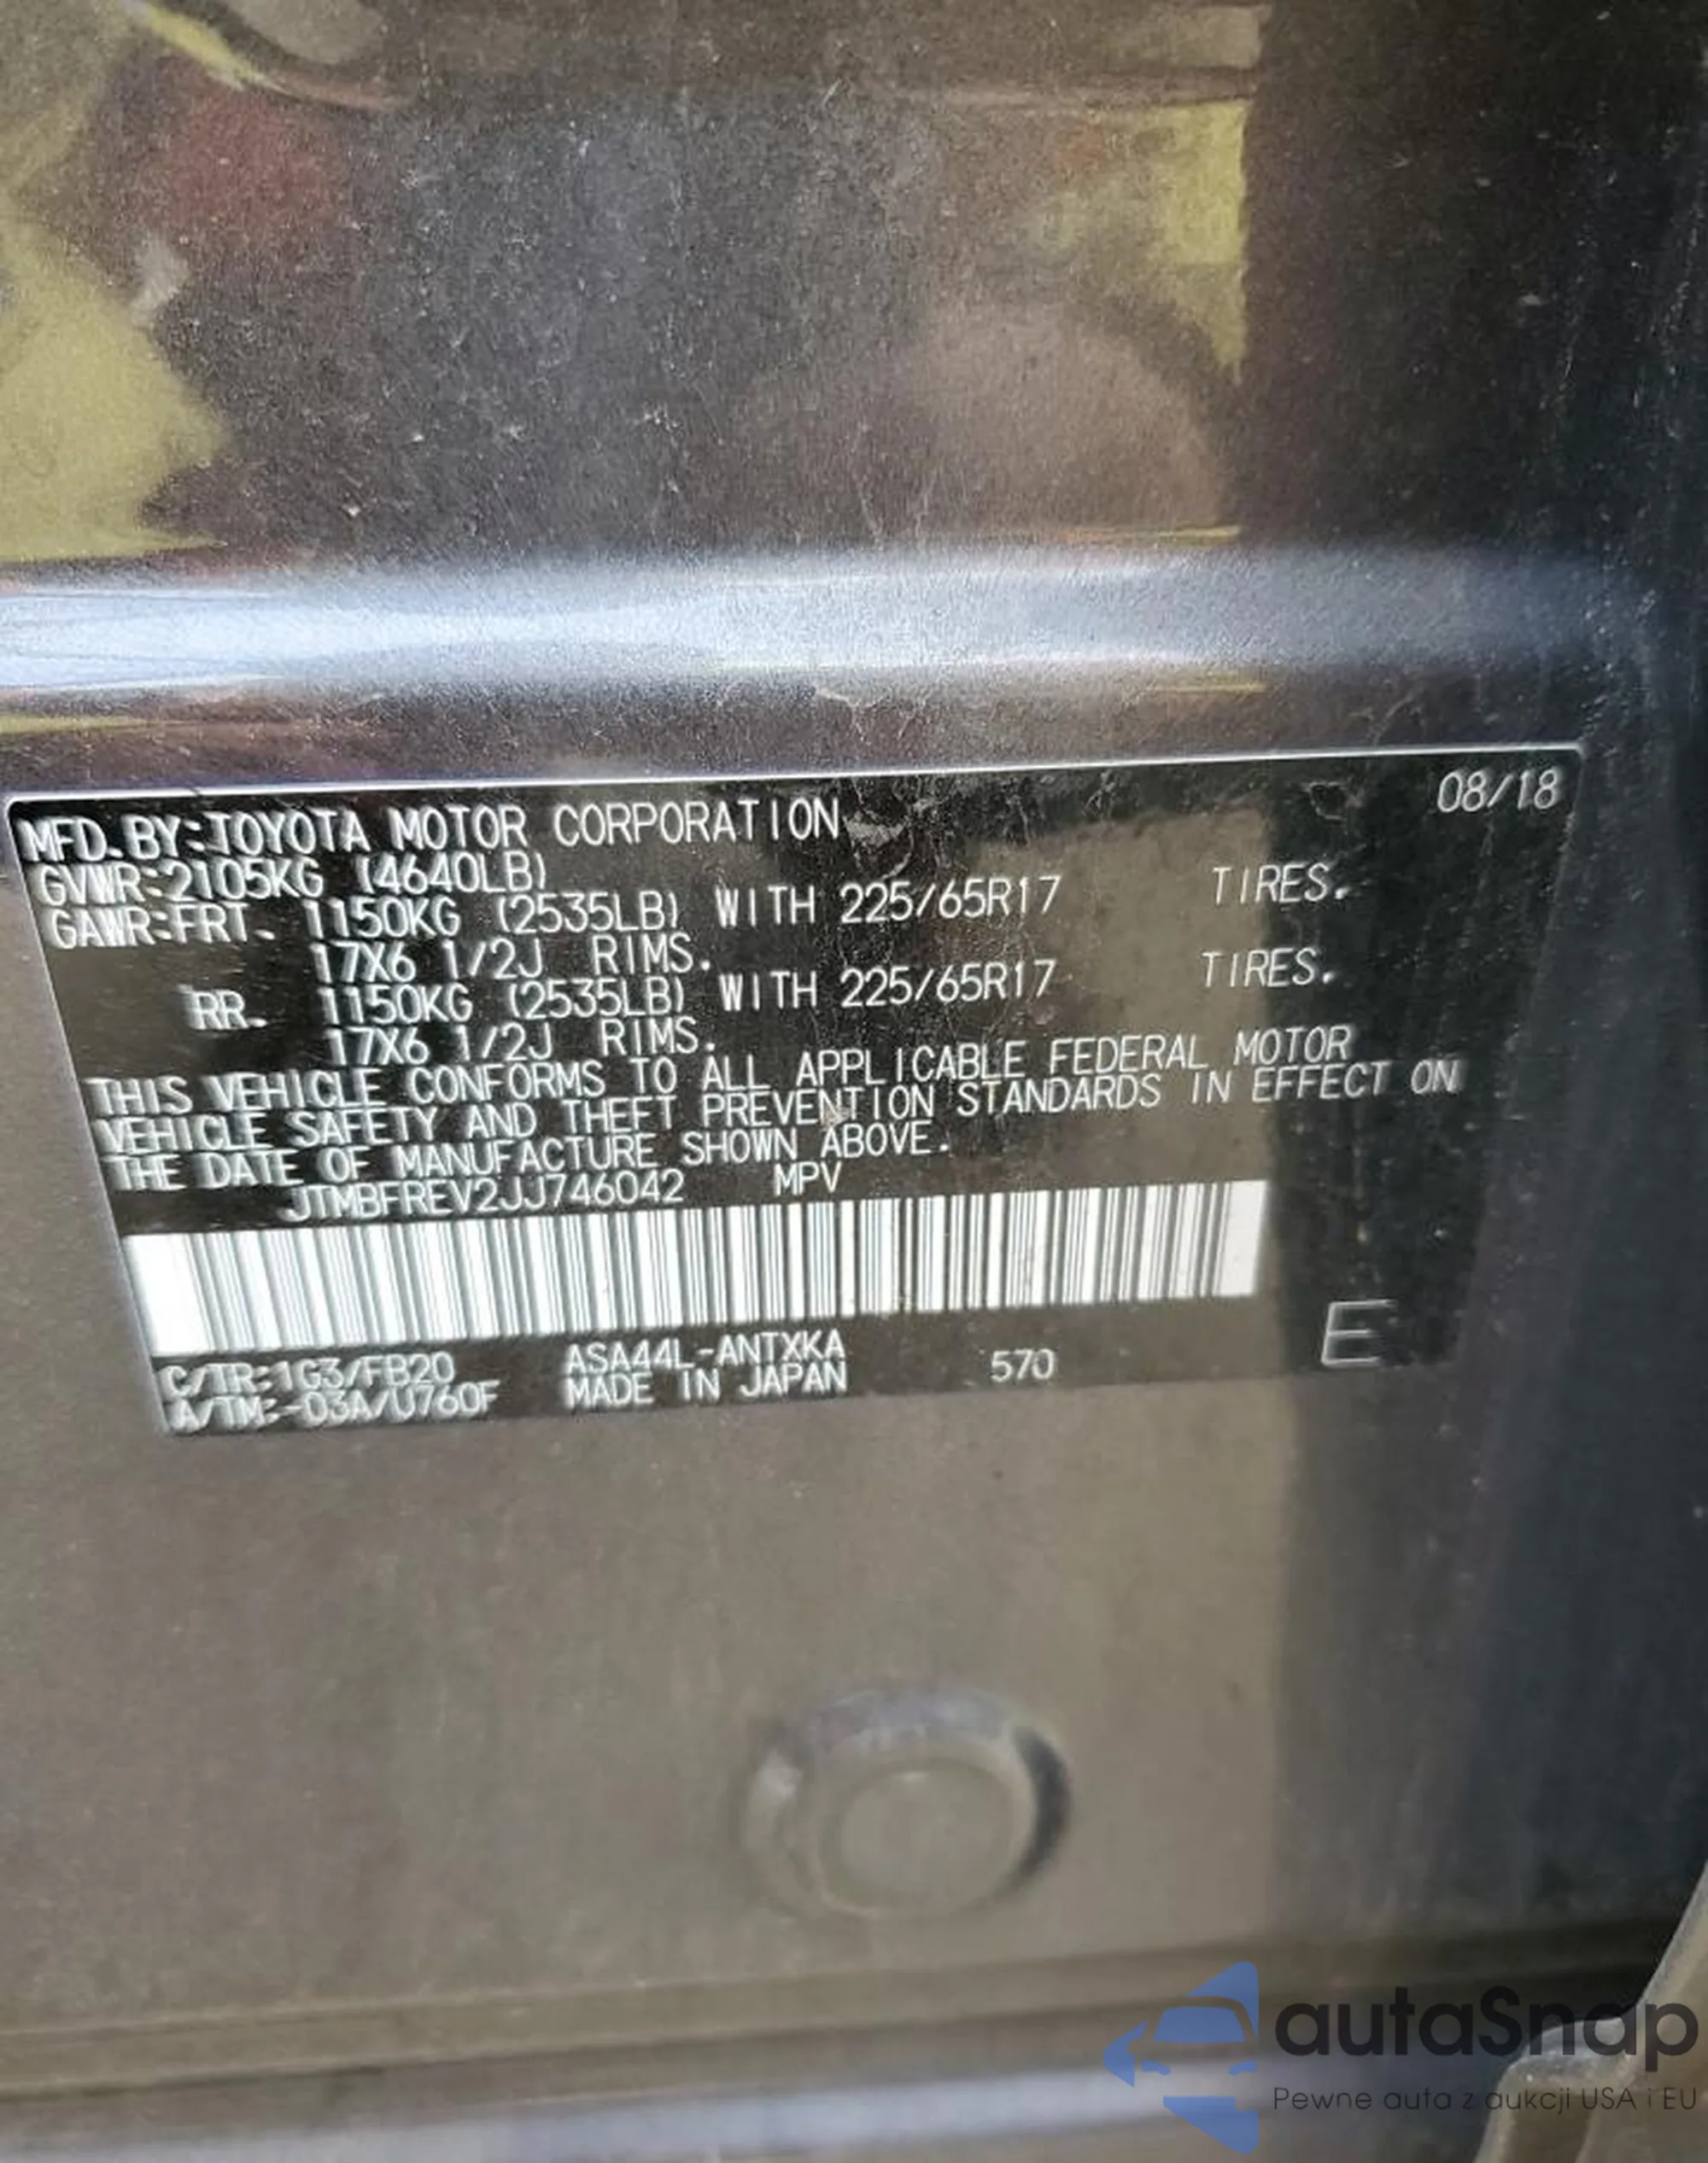 08/18
MFD. BY:TOYOTA MOTOR CORPORATION
GVWR:2105KG (4640LB)
GAWR:FRT. 1150KG (2535LB) WITH 225/65R17 TIRES.
17X6 1/2J RIMS.
RR. 1150KG (2535LB) WITH 225/65R17 TIRES.
17X6 1/2J RIMS.
THIS VEHICLE CONFORMS TO ALL APPLICABLE FEDERAL MOTOR
VEHICLE SAFETY AND THEFT PREVENTION STANDARDS IN EFFECT ON
THE DATE OF MANUFACTURE SHOWN ABOVE.
JTMBFREV2JJ746042 MPV
C/TR:1G3/FB20 ASA44L-ANTXKA 570 E
A/TM:-03A/U760F MADE IN JAPAN
autaSnap
Pewne auta z aukcji USA i EU